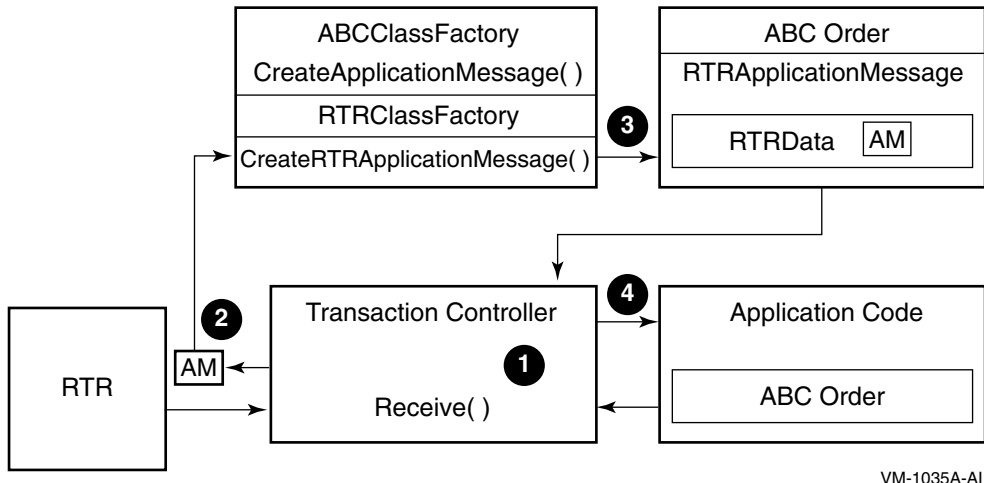 ABCClassFactory
CreateApplicationMessage( )
RTRClassFactory
CreateRTRApplicationMessage( )
3
ABC Order
RTRApplicationMessage
RTRData
AM
2
AM
RTR
Transaction Controller
1
Receive( )
4
Application Code
ABC Order
VM-1035A-AI